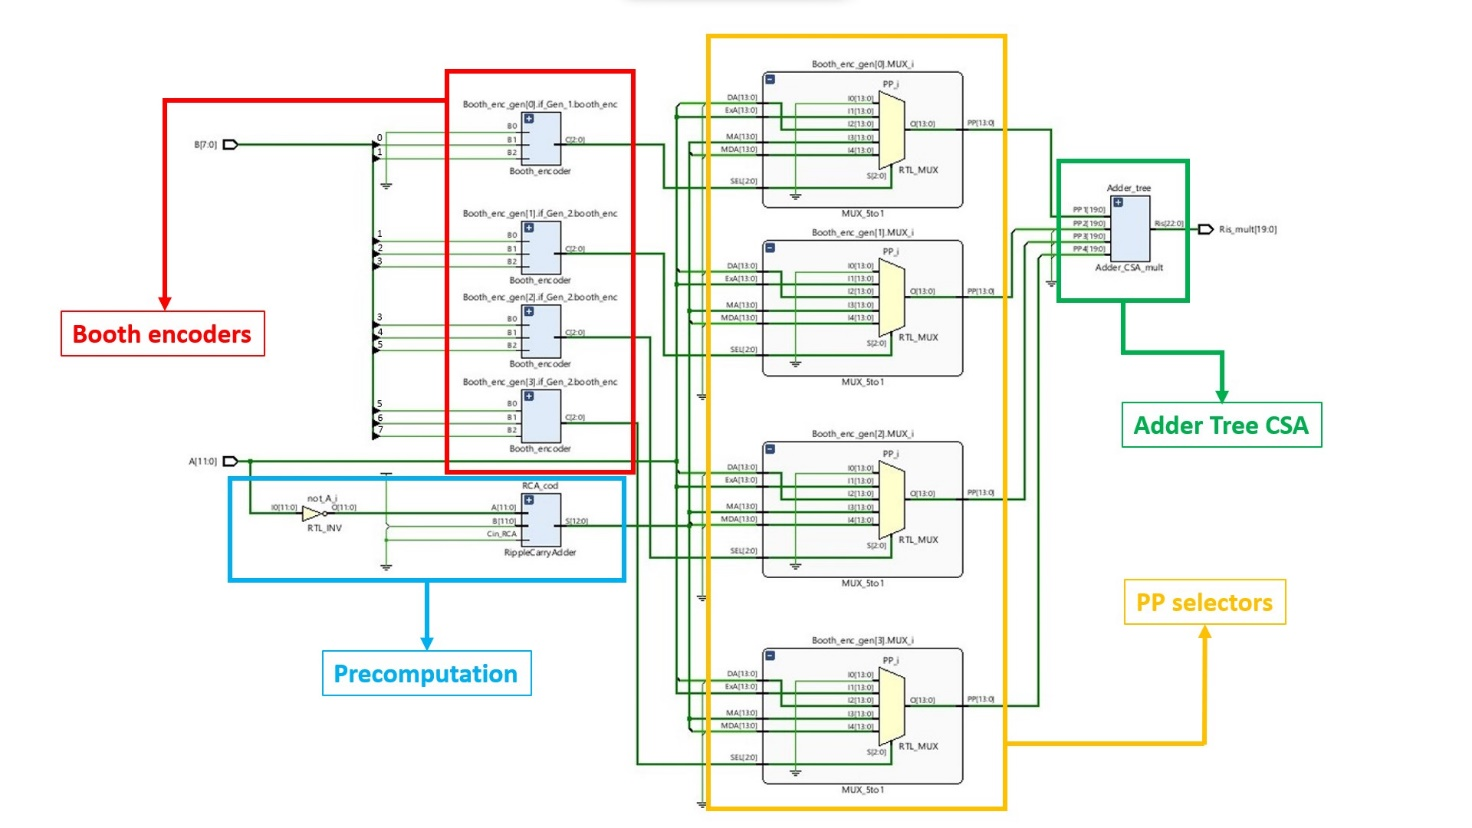 Booth_enc_gen[0].MUX_i
PP_i
DA[13:0]
ExA[13:0]
MA[13:0]
MDA[13:0]
SEL[2:0]
I0[13:0]
I1[13:0]
I2[13:0]
I3[13:0]
I4[13:0]
S[2:0]
O[13:0]
PP[13:0]
RTL_MUX
MUX_5to1
Booth_enc_gen[0].if_Gen_1.booth_enc
B[7:0]
0
1
B0
B1
B2
C[2:0]
Booth_encoder
Booth_enc_gen[1].if_Gen_2.booth_enc
1
2
3
B0
B1
B2
C[2:0]
Booth_encoder
Booth_enc_gen[1].MUX_i
PP_i
DA[13:0]
ExA[13:0]
MA[13:0]
MDA[13:0]
SEL[2:0]
I0[13:0]
I1[13:0]
I2[13:0]
I3[13:0]
I4[13:0]
S[2:0]
O[13:0]
PP[13:0]
RTL_MUX
MUX_5to1
Adder_tree
PP1[19:0]
PP2[19:0]
PP3[19:0]
PP4[19:0]
Ris[22:0]
Ris_mult[19:0]
Adder_CSA_mult
Booth encoders
Booth_enc_gen[2].if_Gen_2.booth_enc
3
4
5
B0
B1
B2
C[2:0]
Booth_encoder
Booth_enc_gen[3].if_Gen_2.booth_enc
5
6
7
B0
B1
B2
C[2:0]
Booth_encoder
Adder Tree CSA
Booth_enc_gen[2].MUX_i
PP_i
DA[13:0]
ExA[13:0]
MA[13:0]
MDA[13:0]
SEL[2:0]
I0[13:0]
I1[13:0]
I2[13:0]
I3[13:0]
I4[13:0]
S[2:0]
O[13:0]
PP[13:0]
RTL_MUX
MUX_5to1
A[11:0]
not_A_i
I0[11:0]
O[11:0]
RTL_INV
RCA_cod
A[11:0]
B[11:0]
Cin_RCA
S[12:0]
RippleCarryAdder
Precomputation
PP selectors
Booth_enc_gen[3].MUX_i
PP_i
DA[13:0]
ExA[13:0]
MA[13:0]
MDA[13:0]
SEL[2:0]
I0[13:0]
I1[13:0]
I2[13:0]
I3[13:0]
I4[13:0]
S[2:0]
O[13:0]
PP[13:0]
RTL_MUX
MUX_5to1